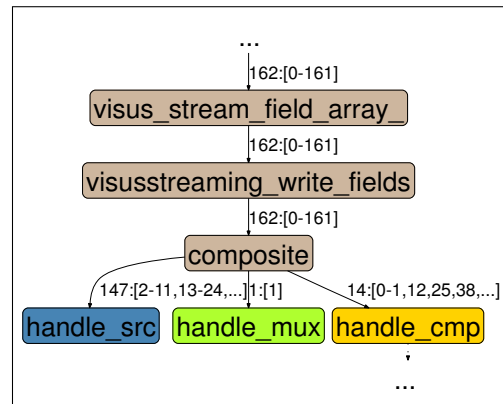 ...
162:[0-161]
visus_stream_field_array_
162:[0-161]
visusstreaming_write_fields
162:[0-161]
composite
147:[2-11,13-24,...] 1:[1] 14:[0-1,12,25,38,...]
handle_src handle_mux handle_cmp
...